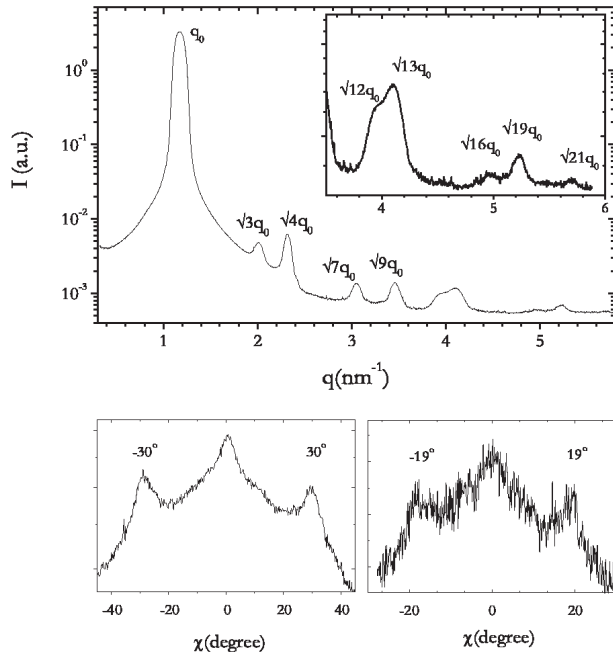 q₀
√3q₀
√4q₀
√7q₀
√9q₀
√12q₀
√13q₀
√16q₀
√19q₀
√21q₀
4 5 6
I (a.u.)
10⁰
10⁻¹
10⁻²
10⁻³
1 2 3 4 5
q(nm⁻¹)
-30° 30°
-40 -20 0 20 40
χ(degree)
-19° 19°
-20 0 20
χ(degree)